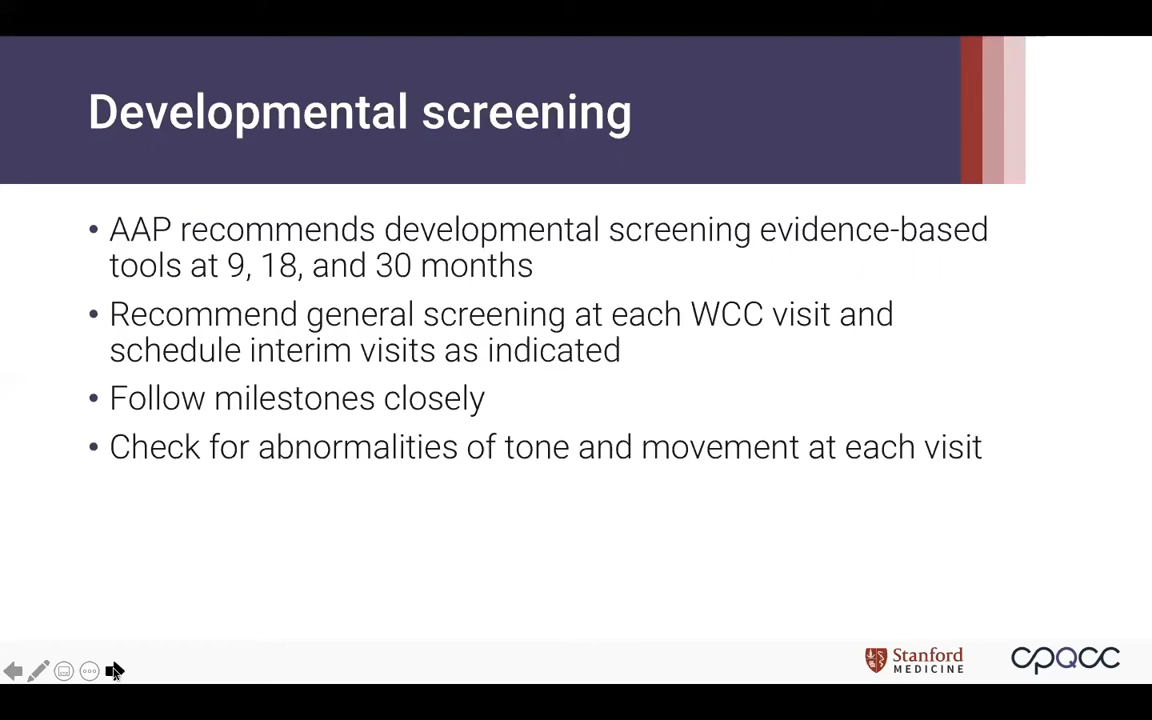 Developmental screening
• AAP recommends developmental screening evidence-based
tools at 9, 18, and 30 months
• Recommend general screening at each WCC visit and
schedule interim visits as indicated
• Follow milestones closely
• Check for abnormalities of tone and movement at each visit
Stanford
MEDICINE
cpqcc